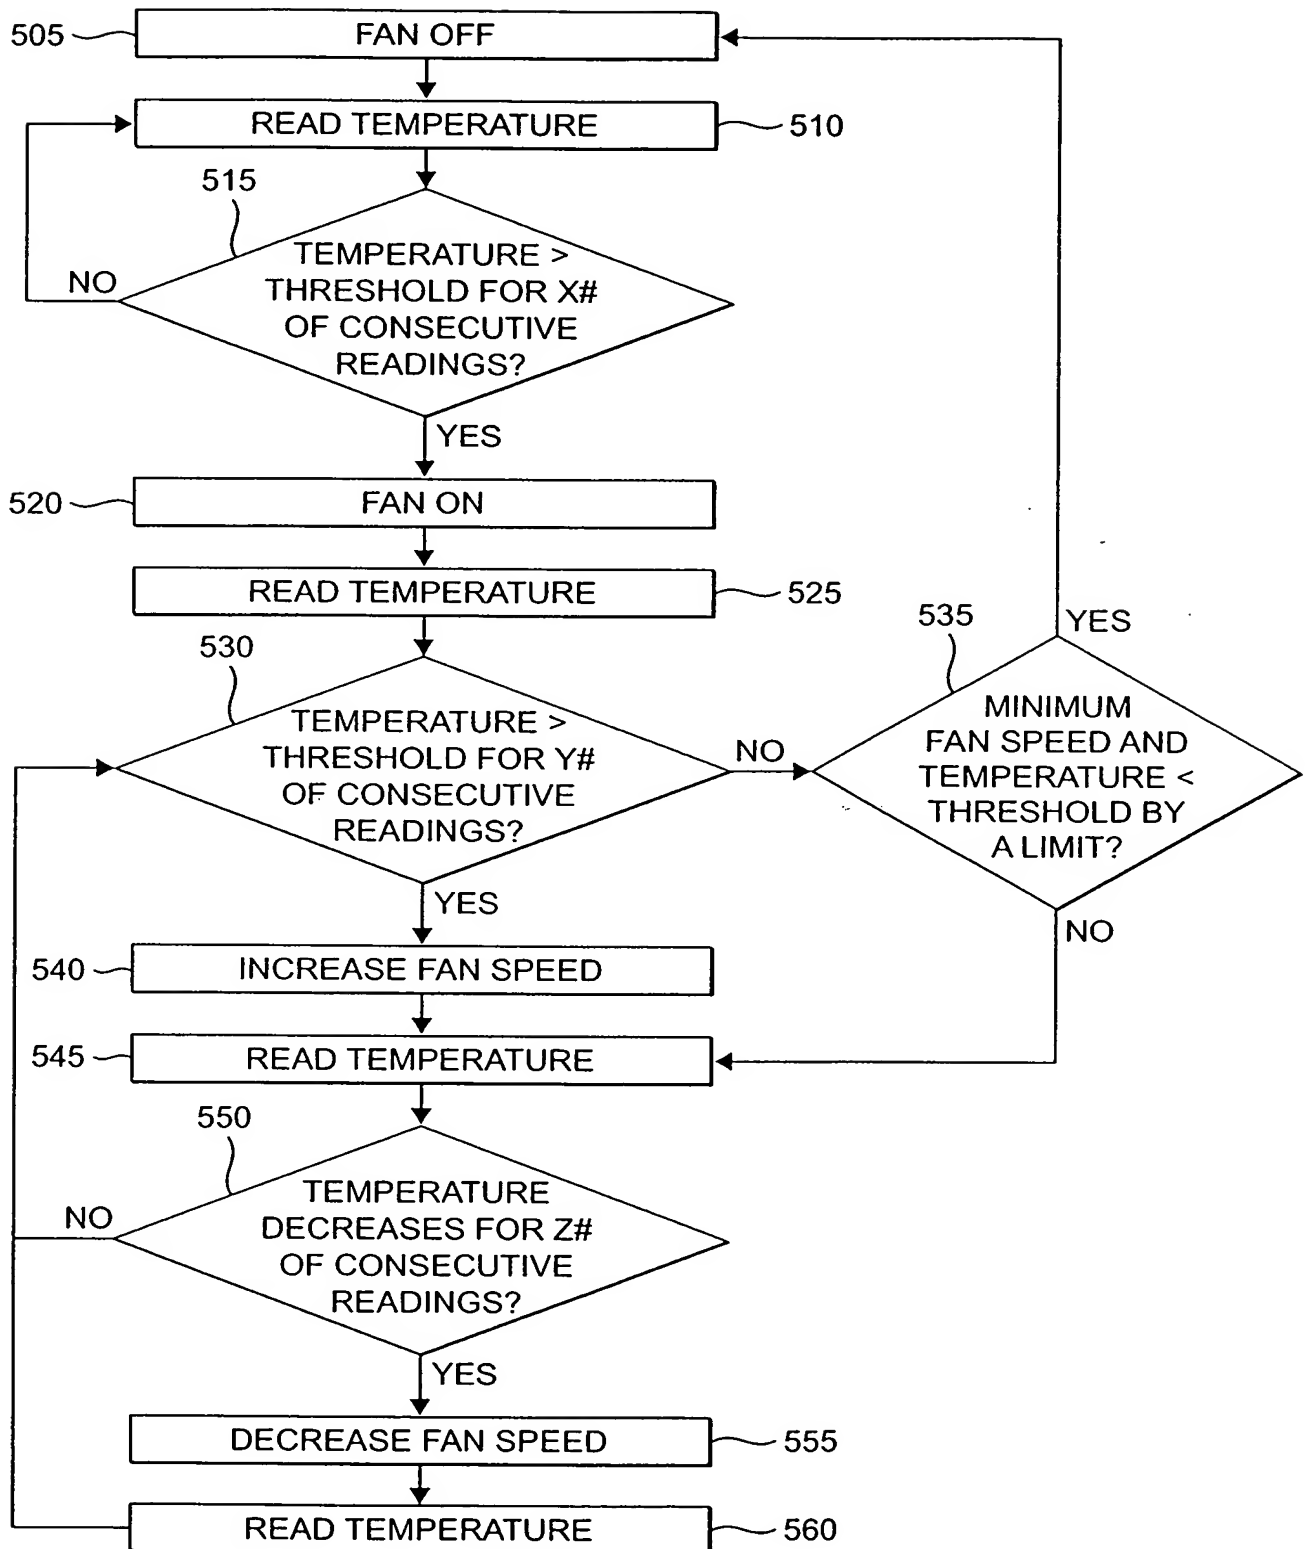 505
FAN OFF
READ TEMPERATURE
510
515
TEMPERATURE >
THRESHOLD FOR X#
OF CONSECUTIVE
READINGS?
NO
YES
520
FAN ON
READ TEMPERATURE
525
530
TEMPERATURE >
THRESHOLD FOR Y#
OF CONSECUTIVE
READINGS?
NO
YES
535
YES
MINIMUM
FAN SPEED AND
TEMPERATURE <
THRESHOLD BY
A LIMIT?
NO
540
INCREASE FAN SPEED
545
READ TEMPERATURE
550
TEMPERATURE
DECREASES FOR Z#
OF CONSECUTIVE
READINGS?
NO
YES
DECREASE FAN SPEED
555
READ TEMPERATURE
560